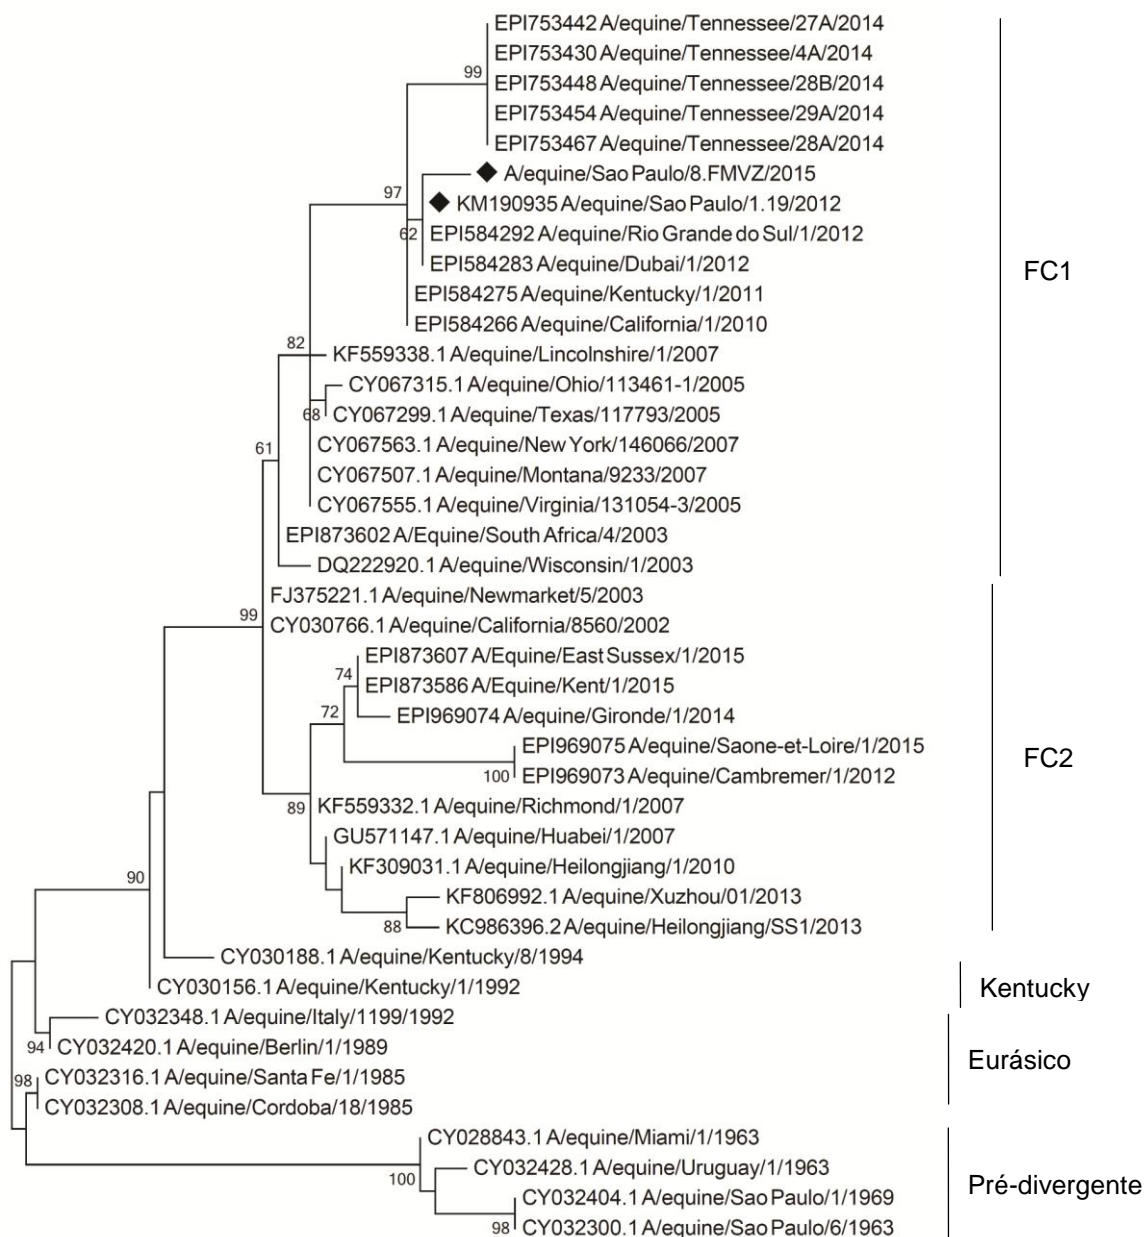 EPI753442 A/equine/Tennessee/27A/2014
EPI753430 A/equine/Tennessee/4A/2014
99
EPI753448 A/equine/Tennessee/28B/2014
EPI753454 A/equine/Tennessee/29A/2014
EPI753467 A/equine/Tennessee/28A/2014
A/equine/Sao Paulo/8.FMVZ/2015
97
KM190935 A/equine/Sao Paulo/1.19/2012
62
EPI584292 A/equine/Rio Grande do Sul/1/2012
EPI584283 A/equine/Dubai/1/2012
FC1
EPI584275 A/equine/Kentucky/1/2011
EPI584266 A/equine/California/1/2010
82
KF559338.1 A/equine/Lincolnshire/1/2007
CY067315.1 A/equine/Ohio/113461-1/2005
68
CY067299.1 A/equine/Texas/117793/2005
61
CY067563.1 A/equine/New York/146066/2007
CY067507.1 A/equine/Montana/9233/2007
CY067555.1 A/equine/Virginia/131054-3/2005
EPI873602 A/Equine/South Africa/4/2003
DQ222920.1 A/equine/Wisconsin/1/2003
FJ375221.1 A/equine/Newmarket/5/2003
99
CY030766.1 A/equine/California/8560/2002
EPI873607 A/Equine/East Sussex/1/2015
74
EPI873586 A/Equine/Kent/1/2015
72
EPI969074 A/equine/Gironde/1/2014
EPI969075 A/equine/Saone-et-Loire/1/2015
FC2
100
EPI969073 A/equine/Cambremer/1/2012
89
KF559332.1 A/equine/Richmond/1/2007
GU571147.1 A/equine/Huabei/1/2007
KF309031.1 A/equine/Heilongjiang/1/2010
90
KF806992.1 A/equine/Xuzhou/01/2013
88
KC986396.2 A/equine/Heilongjiang/SS1/2013
CY030188.1 A/equine/Kentucky/8/1994
CY030156.1 A/equine/Kentucky/1/1992
Kentucky
CY032348.1 A/equine/Italy/1199/1992
94
CY032420.1 A/equine/Berlin/1/1989
Eurásico
98
CY032316.1 A/equine/Santa Fe/1/1985
CY032308.1 A/equine/Cordoba/18/1985
CY028843.1 A/equine/Miami/1/1963
100
CY032428.1 A/equine/Uruguay/1/1963
Pré-divergente
CY032404.1 A/equine/Sao Paulo/1/1969
98
CY032300.1 A/equine/Sao Paulo/6/1963